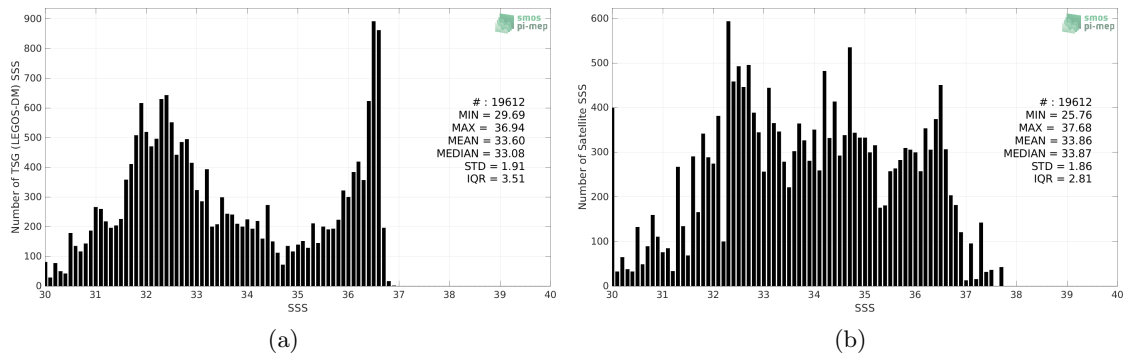 900
800
700
600
500
400
300
200
100
0
Number of TSG (LEGOS-DM) SSS
smos
pi-mep
# : 19612
MIN = 29.69
MAX = 36.94
MEAN = 33.60
MEDIAN = 33.08
STD = 1.91
IQR = 3.51
30 31 32 33 34 35 36 37 38 39 40
SSS
(a)
600
500
400
300
200
100
0
Number of Satellite SSS
smos
pi-mep
# : 19612
MIN = 25.76
MAX = 37.68
MEAN = 33.86
MEDIAN = 33.87
STD = 1.86
IQR = 2.81
30 31 32 33 34 35 36 37 38 39 40
SSS
(b)